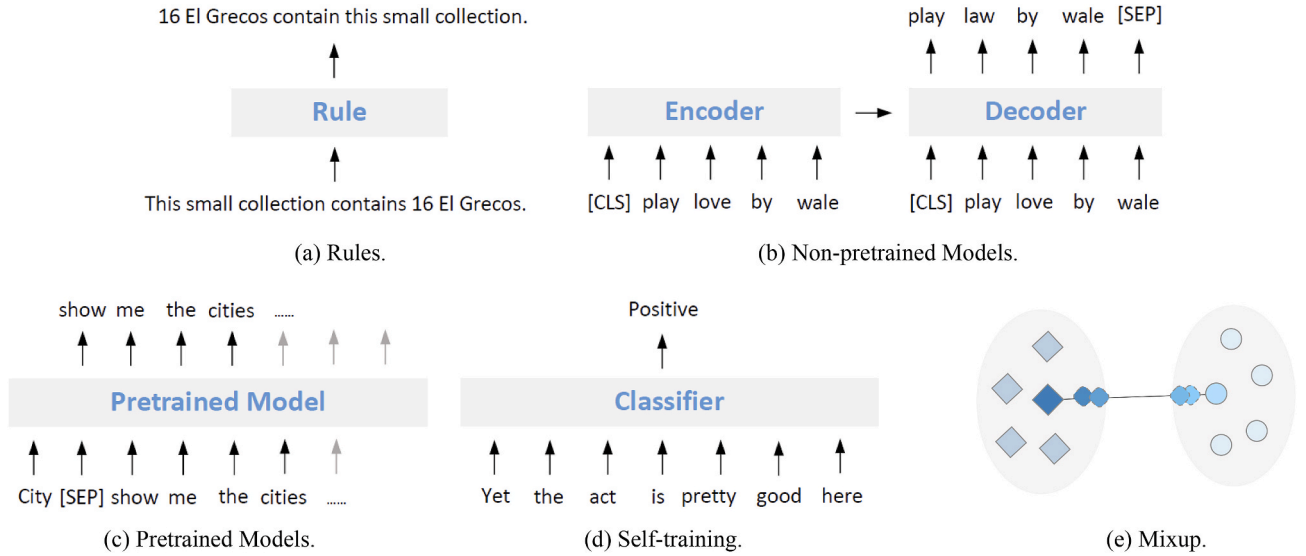 16 El Grecos contain this small collection.
Rule
This small collection contains 16 El Grecos.
(a) Rules.
play law by wale [SEP]
Encoder
Decoder
[CLS] play love by wale
[CLS] play love by wale
(b) Non-pretrained Models.
show me the cities ......
Pretrained Model
City [SEP] show me the cities ......
(c) Pretrained Models.
Positive
Classifier
Yet the act is pretty good here
(d) Self-training.
(e) Mixup.